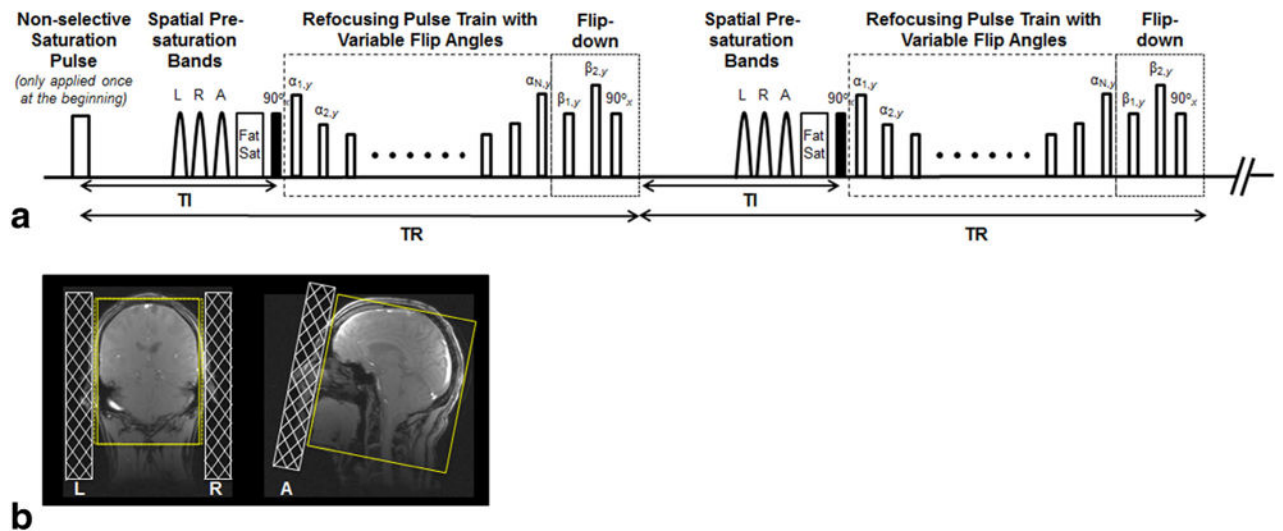 Non-selective
Saturation
Pulse
(only applied once
at the beginning)
Spatial Pre-
saturation
Bands
Refocusing Pulse Train with
Variable Flip Angles
Flip-
down
Spatial Pre-
saturation
Bands
Refocusing Pulse Train with
Variable Flip Angles
Flip-
down
L R A
Fat
Sat
90°x
α1,y
α2,y
αN,y
β1,y
β2,y
90°x
L R A
Fat
Sat
90°x
α1,y
α2,y
αN,y
β1,y
β2,y
90°x
TI
TI
TR
TR
a
L
R
A
b